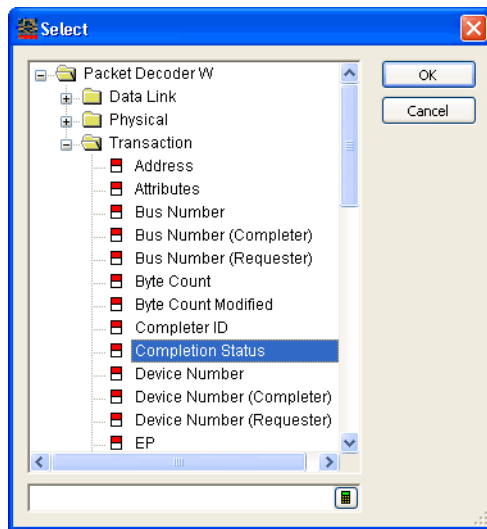 Select
Packet Decoder W
Data Link
Physical
Transaction
Address
Attributes
Bus Number
Bus Number (Completer)
Bus Number (Requester)
Byte Count
Byte Count Modified
Completer ID
Completion Status
Device Number
Device Number (Completer)
Device Number (Requester)
EP
OK
Cancel